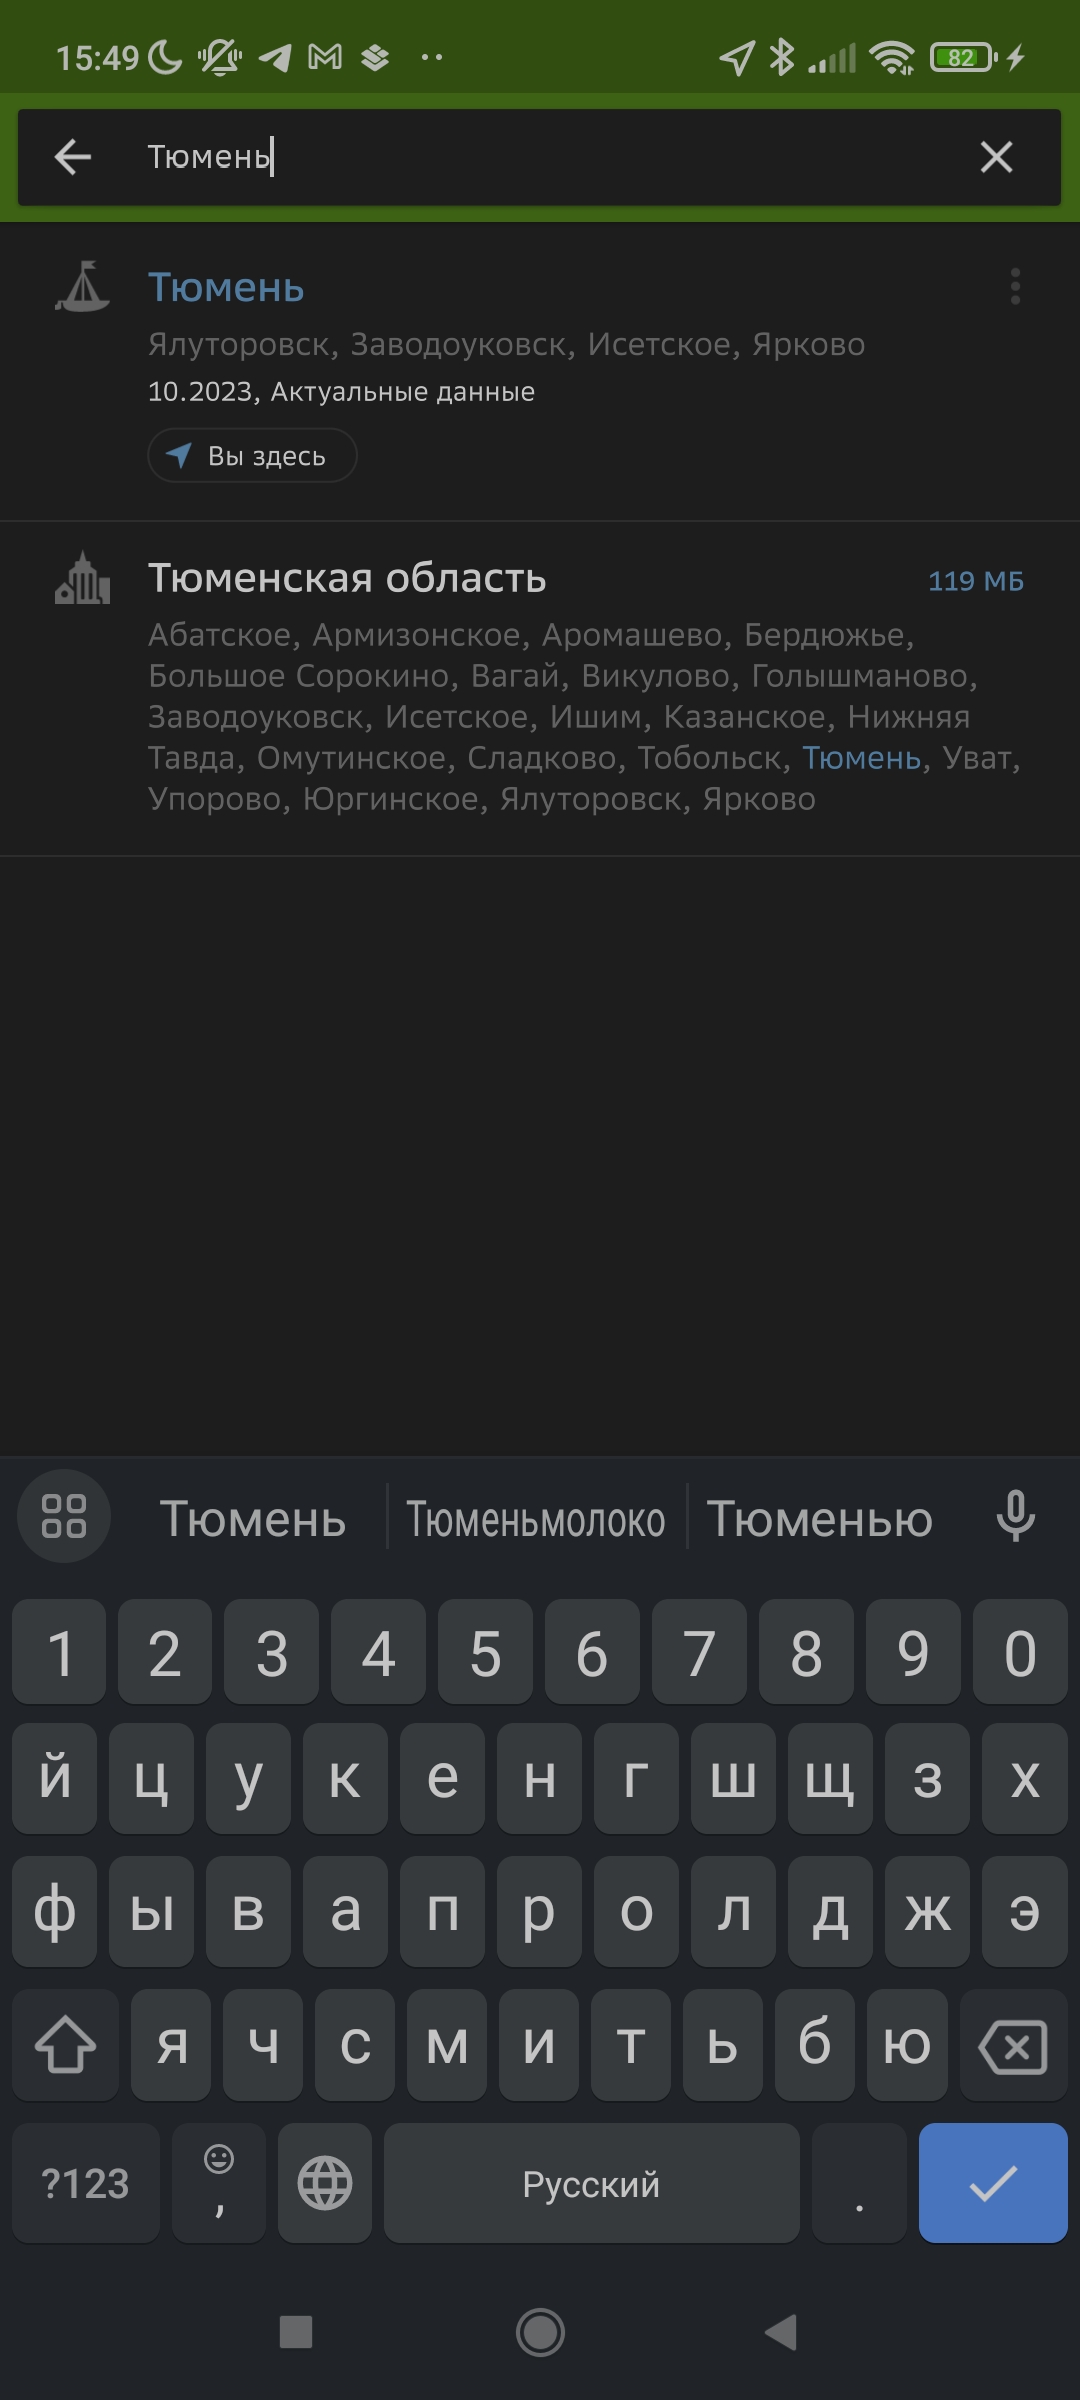 15:49
82
Тюмень
Тюмень
Ялуторовск, Заводоуковск, Исетское, Ярково
10.2023, Актуальные данные
Вы здесь
Тюменская область
119 МБ
Абатское, Армизонское, Аромашево, Бердюжье,
Большое Сорокино, Вагай, Викулово, Голышманово,
Заводоуковск, Исетское, Ишим, Казанское, Нижняя
Тавда, Омутинское, Сладково, Тобольск, Тюмень, Уват,
Упорово, Юргинское, Ялуторовск, Ярково
Тюмень Тюменьмолоко Тюменью
1 2 3 4 5 6 7 8 9 0
й ц у к е н г ш щ з х
ф ы в а п р о л д ж э
я ч с м и т ь б ю
?123 , Русский .